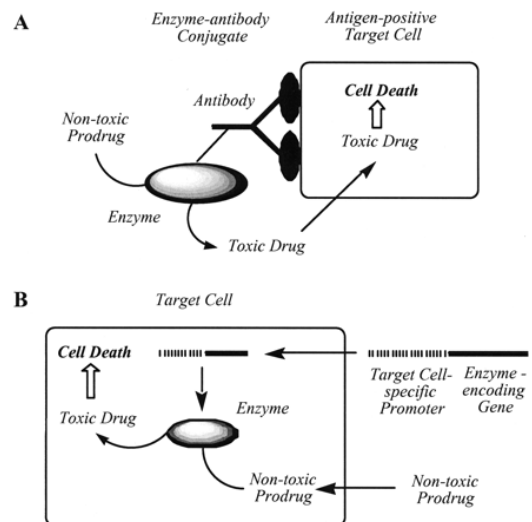 A
Enzyme-antibody
Conjugate
Antigen-positive
Target Cell
Antibody
Cell Death
Non-toxic
Prodrug
Toxic Drug
Enzyme
Toxic Drug
B
Target Cell
Cell Death
Target Cell-
specific
Promoter
Enzyme -
encoding
Gene
Enzyme
Toxic Drug
Non-toxic
Prodrug
Non-toxic
Prodrug